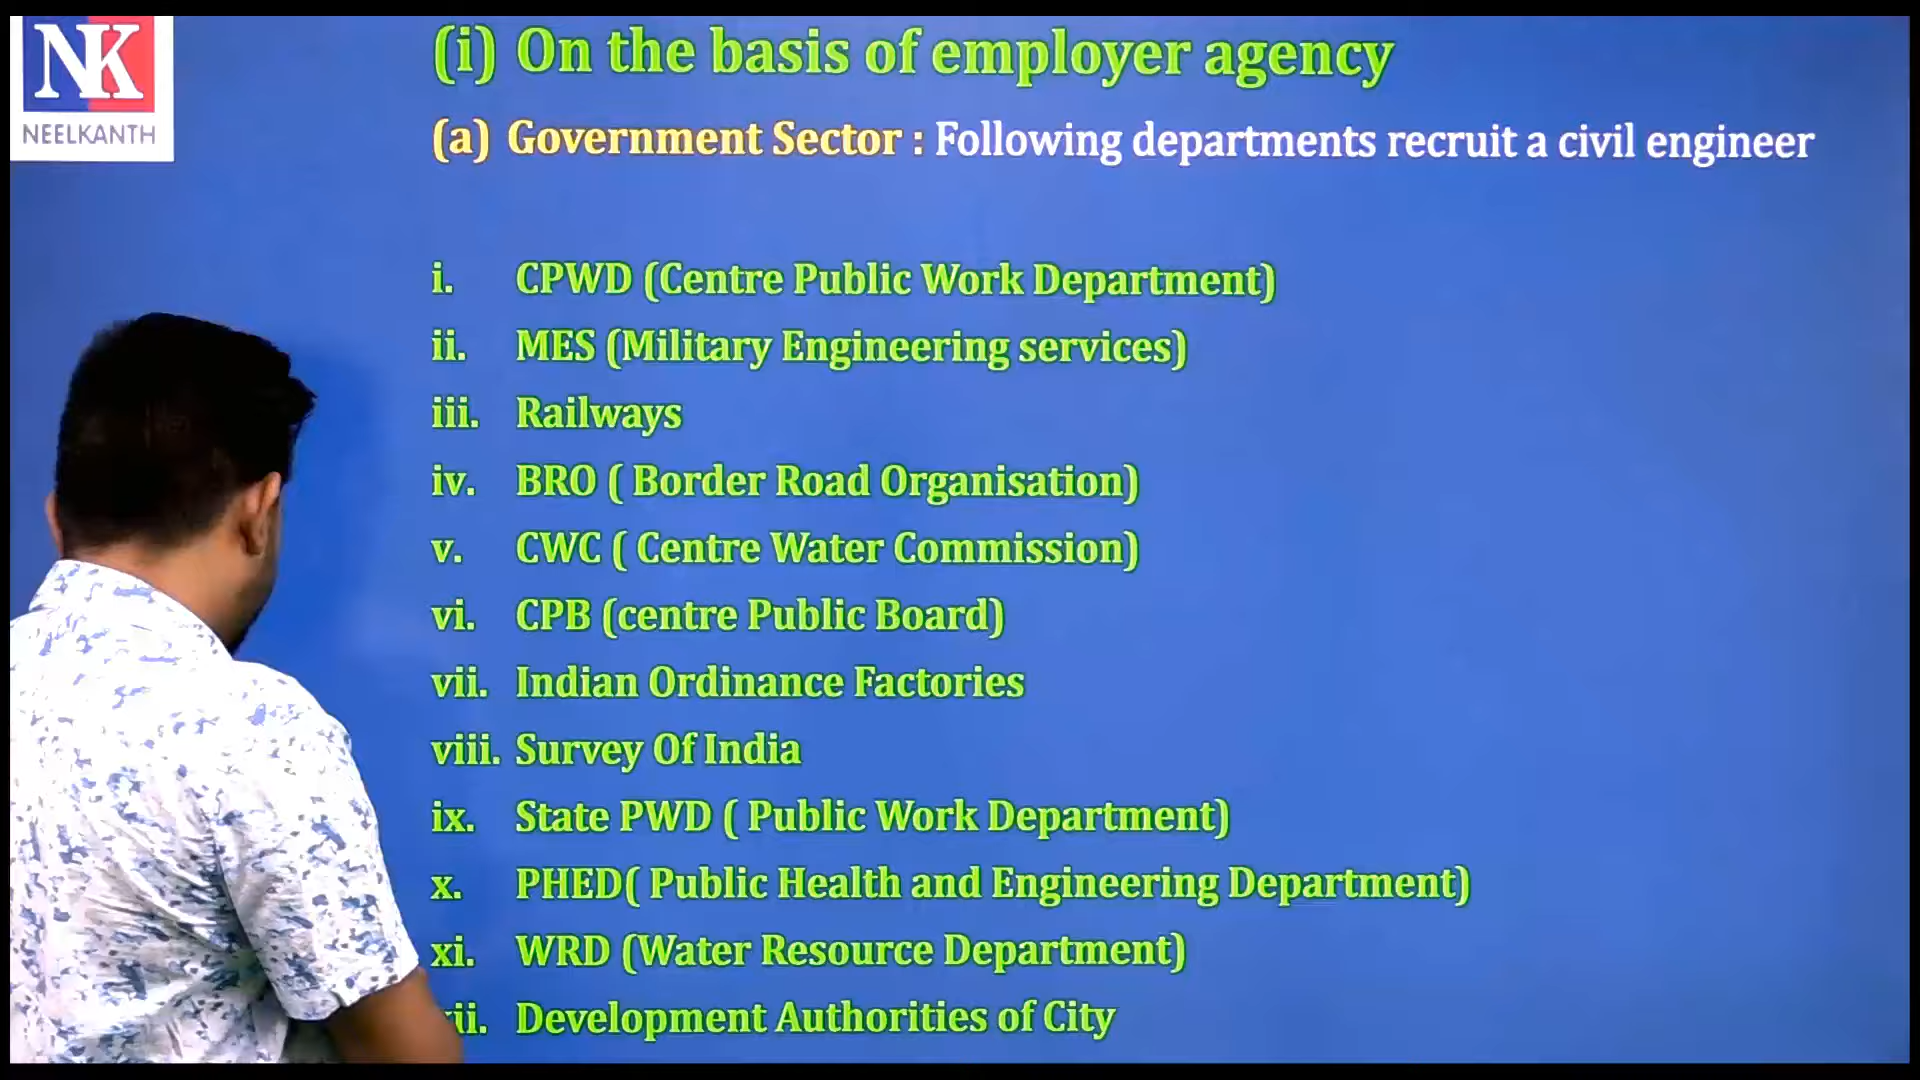 NK
NEELKANTH
(i) On the basis of employer agency
(a) Government Sector : Following departments recruit a civil engineer
i. CPWD (Centre Public Work Department)
ii. MES (Military Engineering services)
iii. Railways
iv. BRO ( Border Road Organisation)
v. CWC ( Centre Water Commission)
vi. CPB (centre Public Board)
vii. Indian Ordinance Factories
viii. Survey Of India
ix. State PWD ( Public Work Department)
x. PHED( Public Health and Engineering Department)
xi. WRD (Water Resource Department)
Development Authorities of City